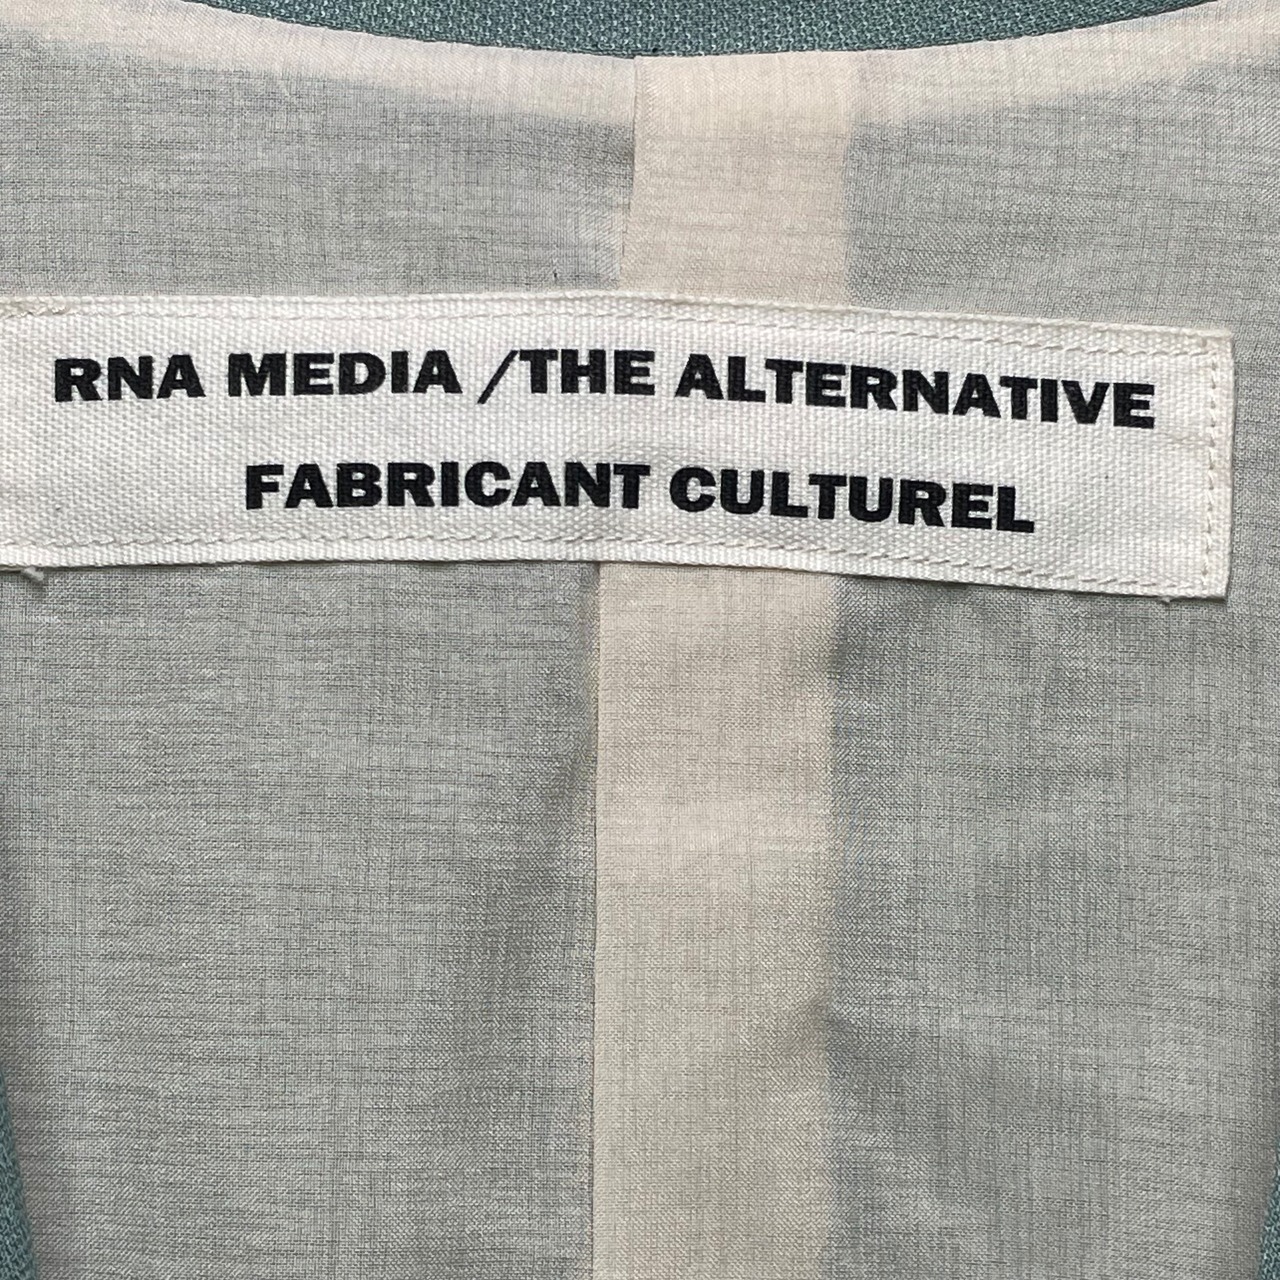 RNA MEDIA /THE ALTERNATIVE
FABRICANT CULTUREL